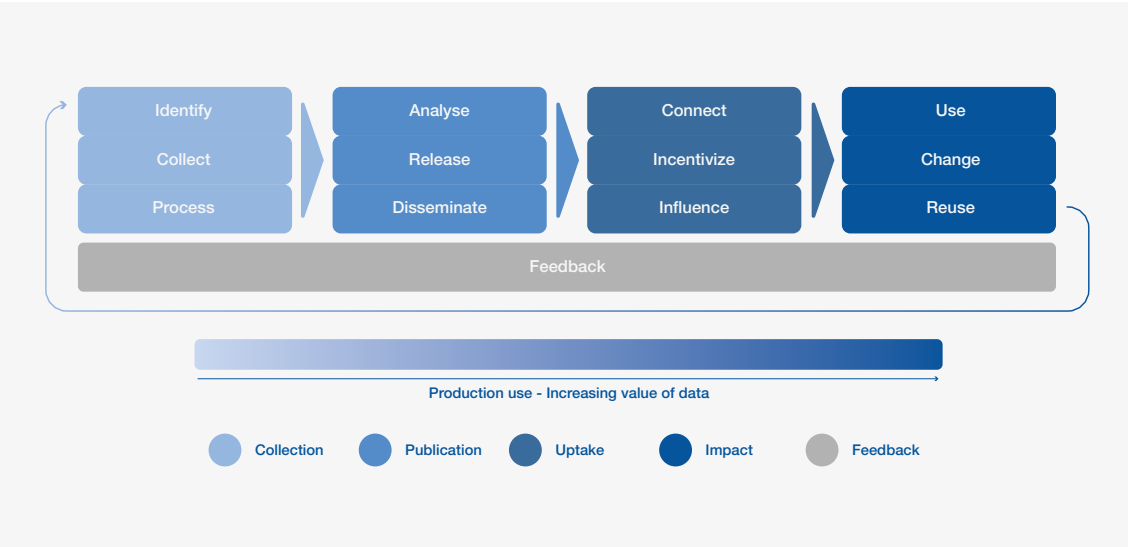 Identify
Collect
Process
Analyse
Release
Disseminate
Connect
Incentivize
Influence
Use
Change
Reuse
Feedback
Production use - Increasing value of data
Collection
Publication
Uptake
Impact
Feedback